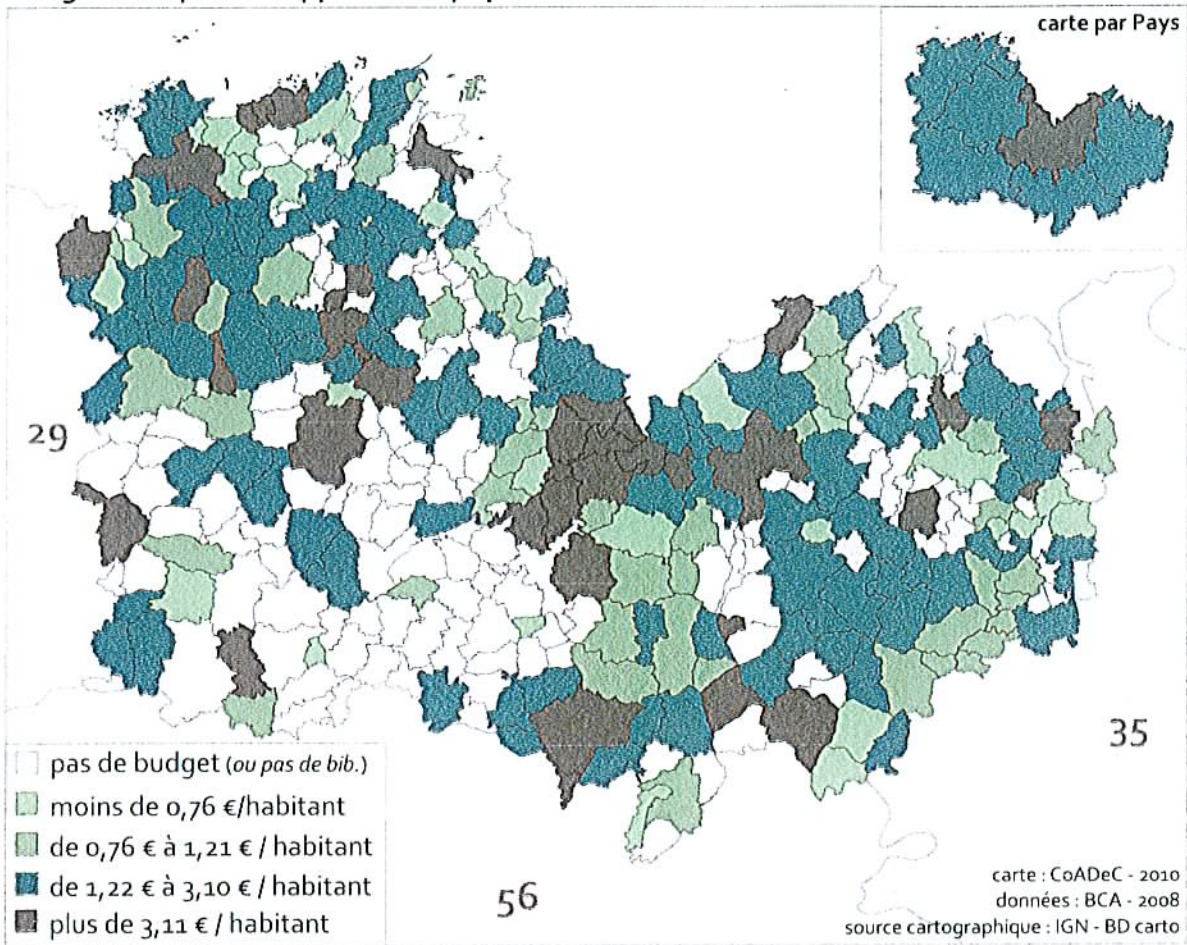 carte par Pays
29
35
56
pas de budget (ou pas de bib.)
moins de 0,76 €/habitant
de 0,76 € à 1,21 € / habitant
de 1,22 € à 3,10 € / habitant
plus de 3,11 € / habitant
carte : CoADeC - 2010
données : BCA - 2008
source cartographique : IGN - BD carto